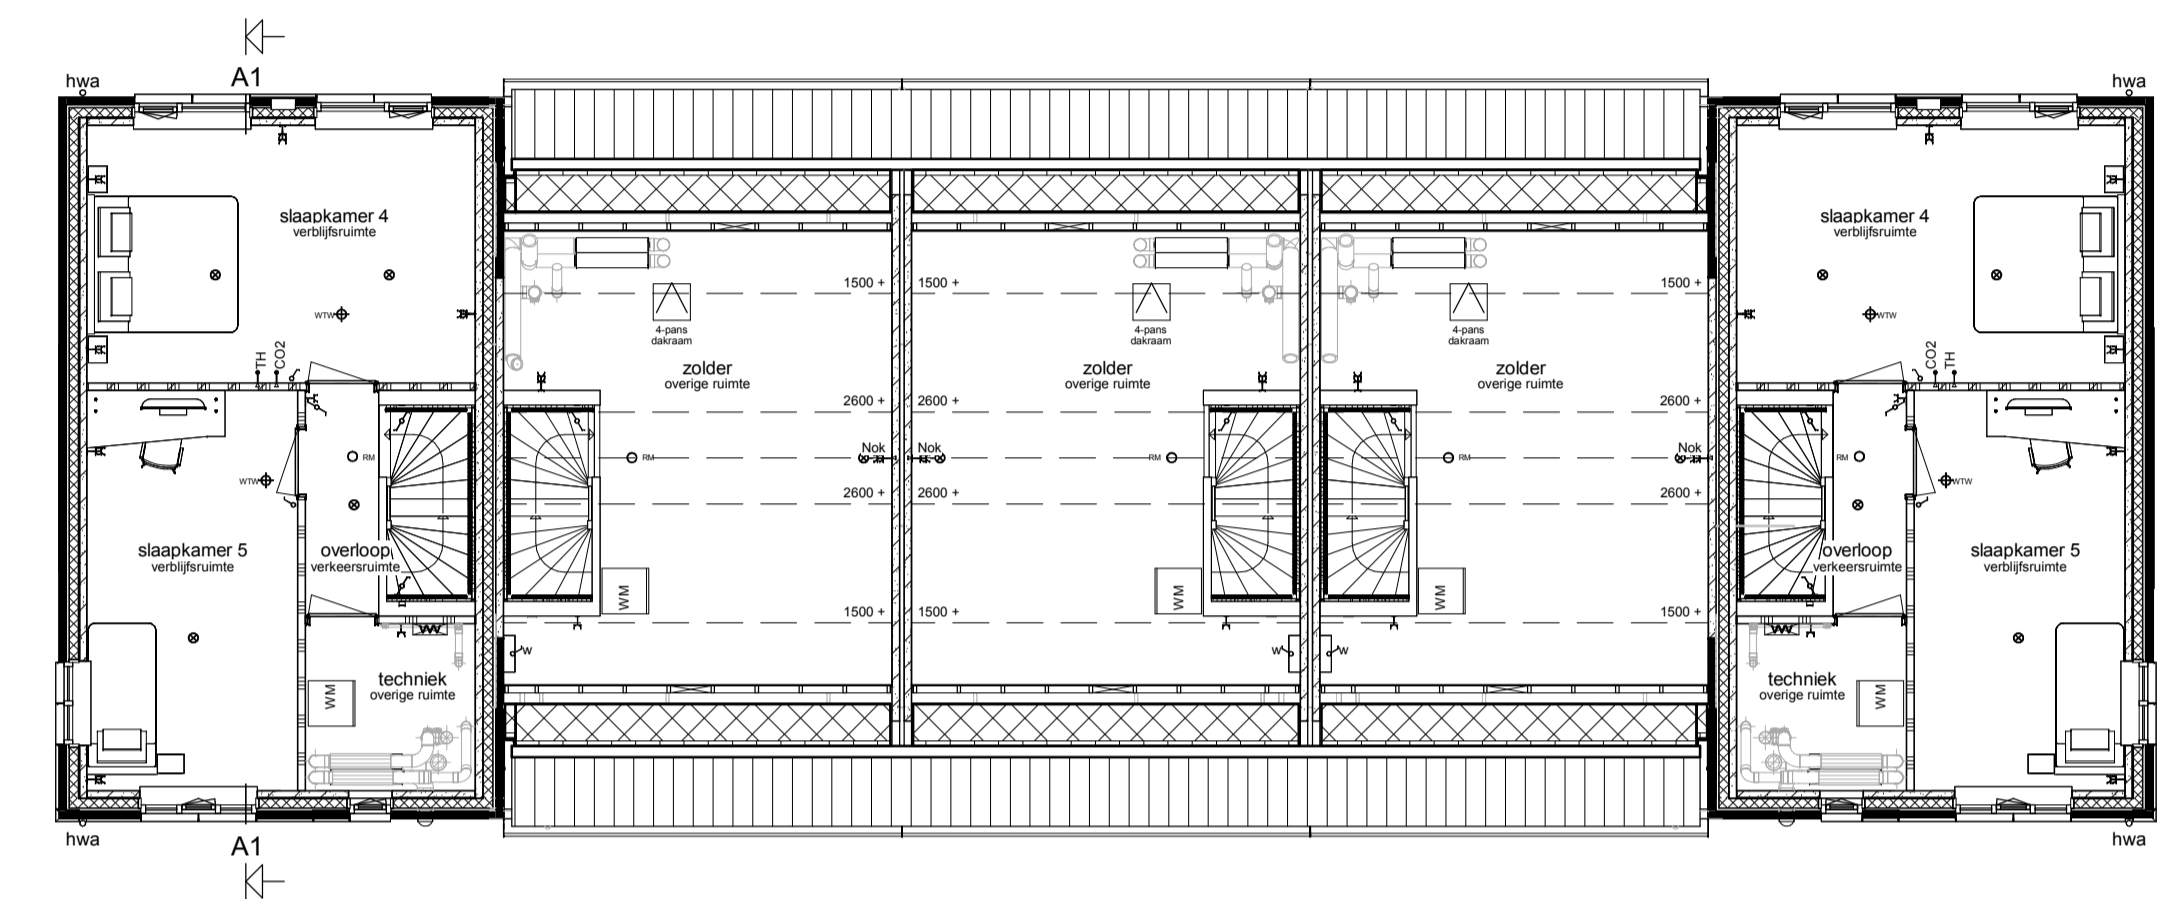 A1
hwa
hwa
slaapkamer 4
verblijfsruimte
WTW
TH
CO2
1500 +
1500 +
1500 +
4-pans
dakraam
4-pans
dakraam
4-pans
dakraam
slaapkamer 4
verblijfsruimte
WTW
CO2
TH
zolder
overige ruimte
zolder
overige ruimte
zolder
overige ruimte
2600 +
2600 +
2600 +
RM
RM
Nok
Nok
RM
RM
Nok
RM
WTW
WTW
2600 +
2600 +
2600 +
slaapkamer 5
verblijfsruimte
overloop
verkeersruimte
overloop
verkeersruimte
slaapkamer 5
verblijfsruimte
WM
WM
WM
1500 +
1500 +
1500 +
W
W
W
techniek
overige ruimte
WM
techniek
overige ruimte
WM
hwa
A1
hwa